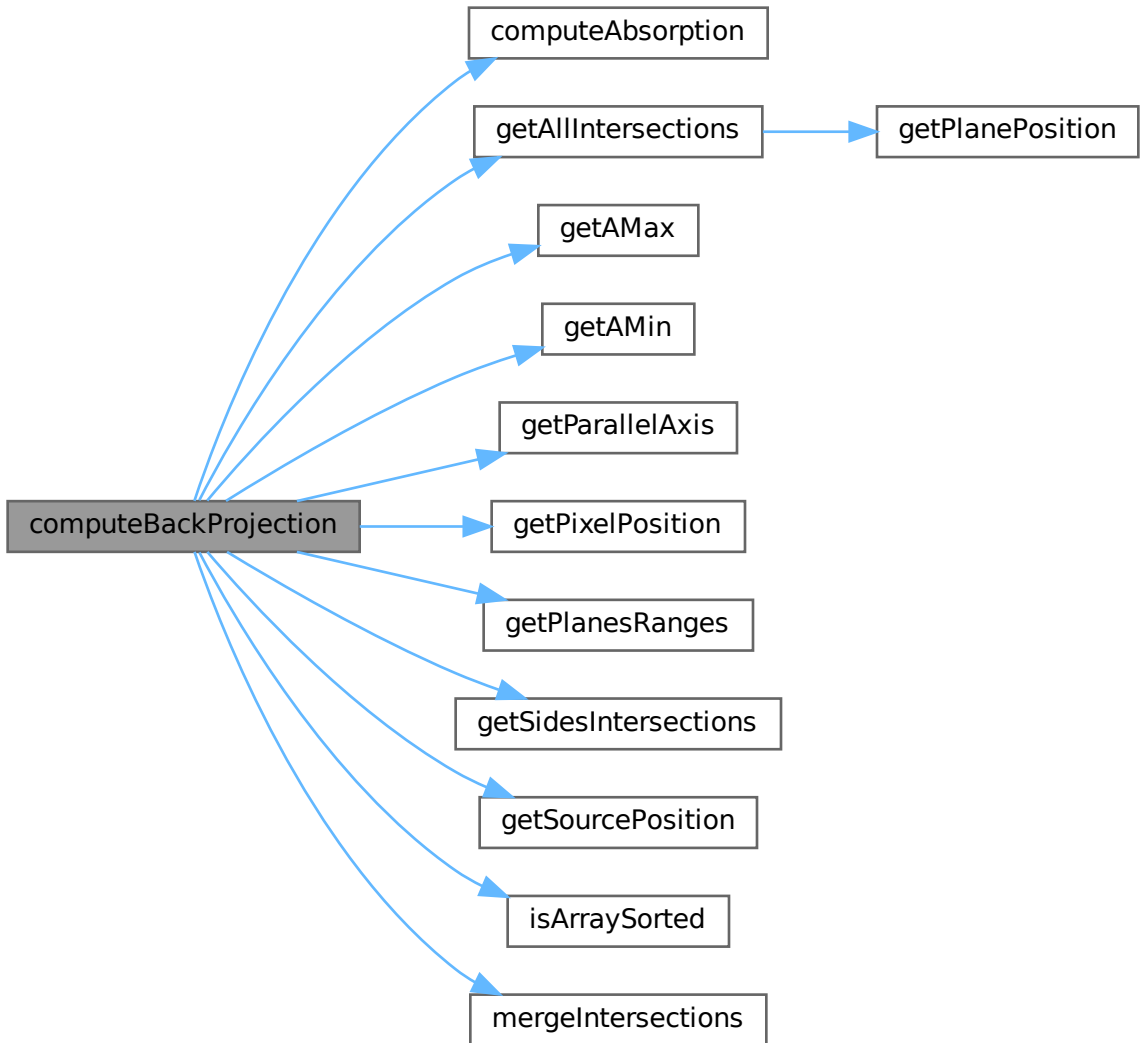 computeAbsorption
getAllIntersections
getPlanePosition
getAMax
getAMin
getParallelAxis
computeBackProjection
getPixelPosition
getPlanesRanges
getSidesIntersections
getSourcePosition
isArraySorted
mergeIntersections